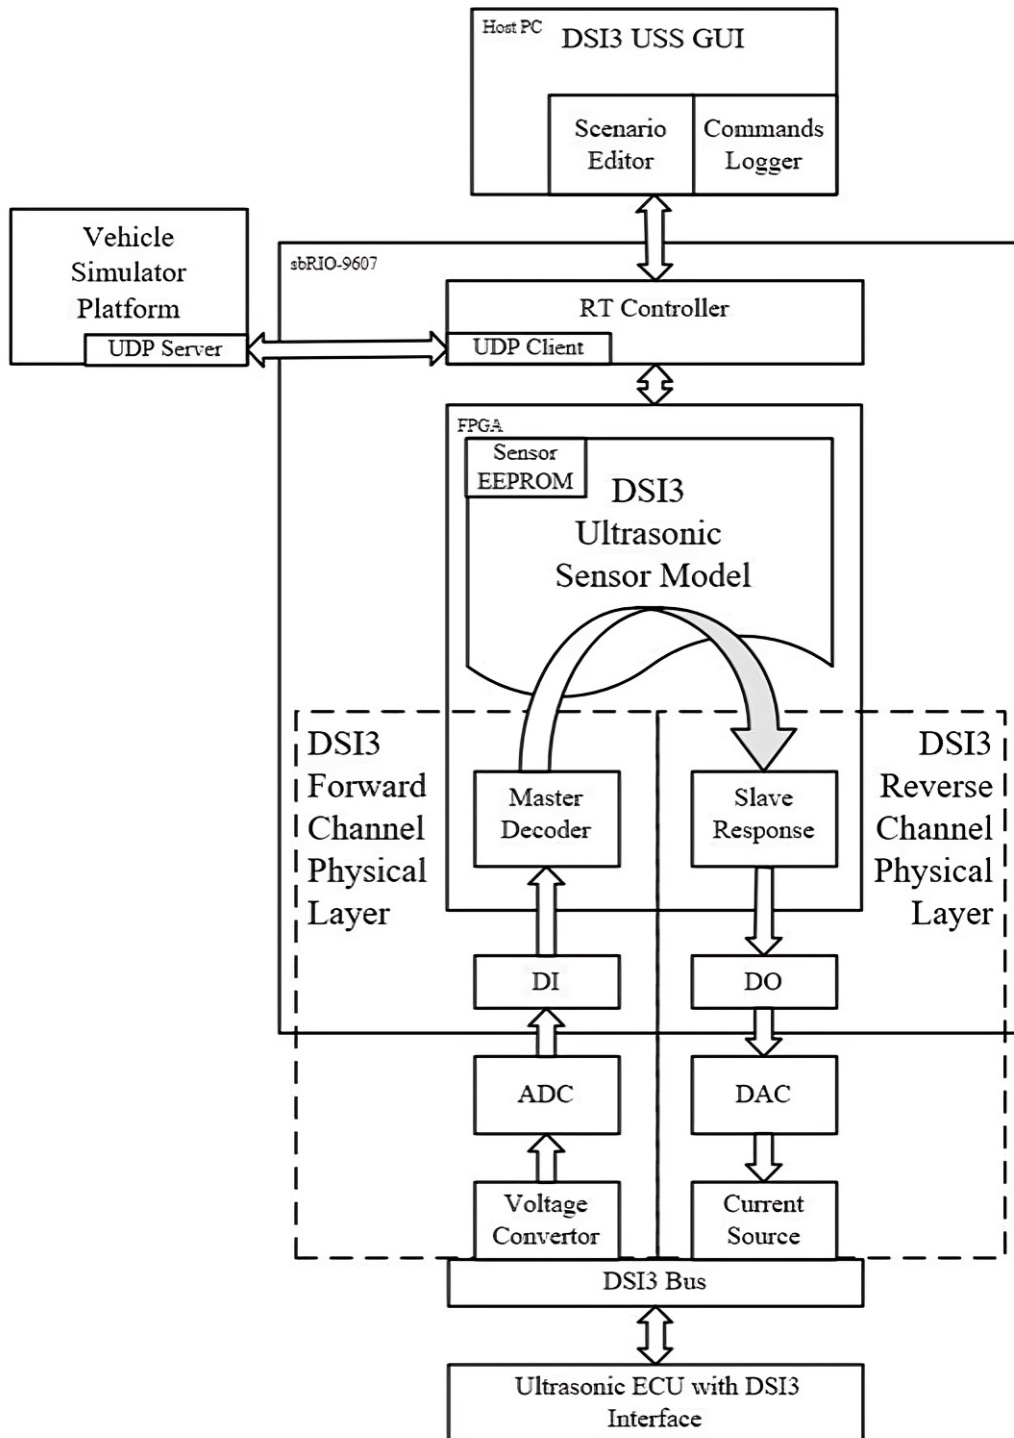 Host PC
DSI3 USS GUI
Scenario
Editor
Commands
Logger
Vehicle
Simulator
Platform
UDP Server
sbRIO-9607
RT Controller
UDP Client
FPGA
Sensor
EEPROM
DSI3
Ultrasonic
Sensor Model
DSI3
Forward
Channel
Physical
Layer
Master
Decoder
Slave
Response
DSI3
Reverse
Channel
Physical
Layer
DI
DO
ADC
DAC
Voltage
Convertor
Current
Source
DSI3 Bus
Ultrasonic ECU with DSI3
Interface